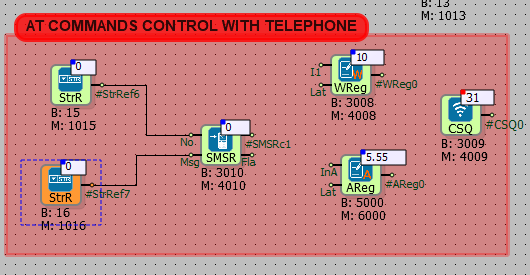 B: 13
M: 1013
AT COMMANDS CONTROL WITH TELEPHONE
0
StrR
#StrRef6
B: 15
M: 1015
0
StrR
#StrRef7
B: 16
M: 1016
No.
Msg
0
SMSR
#SMSRc1
Fla
B: 3010
M: 4010
I1
Lat
10
W
WReg
#WReg0
B: 3008
M: 4008
InA
Lat
5.55
A
AReg
#AReg0
B: 5000
M: 6000
31
CSQ
#CSQ0
B: 3009
M: 4009